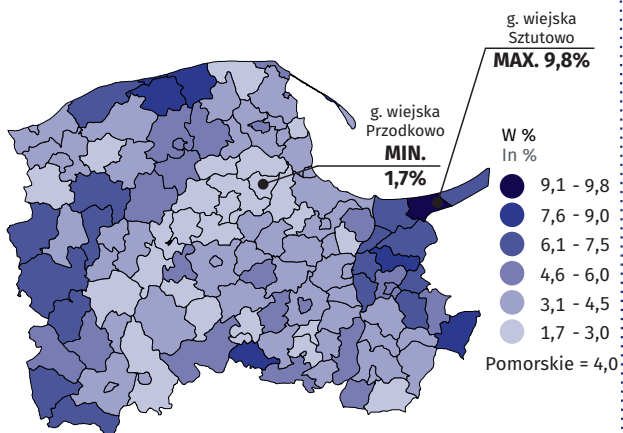 g. wiejska
Sztutowo
MAX. 9,8%
g. wiejska
Przodkowo
MIN.
1,7%
W %
In %
9,1 - 9,8
7,6 - 9,0
6,1 - 7,5
4,6 - 6,0
3,1 - 4,5
1,7 - 3,0
Pomorskie = 4,0